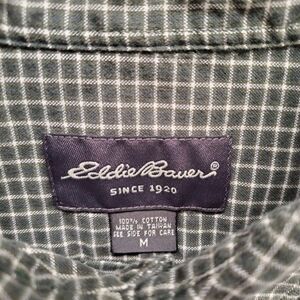 Eddie Bauer®
SINCE 1920
100% COTTON
MADE IN TAIWAN
SEE SIDE FOR CARE
M